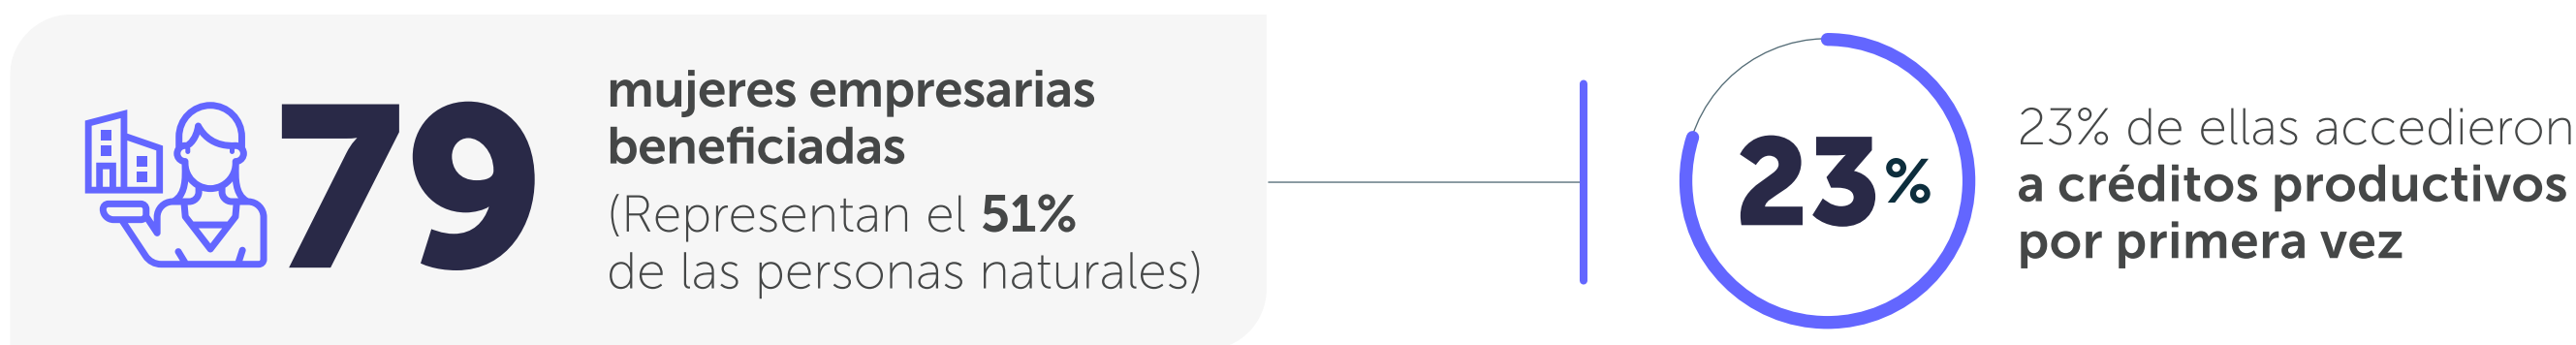 79
mujeres empresarias
beneficiadas
(Representan el 51%
de las personas naturales)
23%
23% de ellas accedieron
a créditos productivos
por primera vez